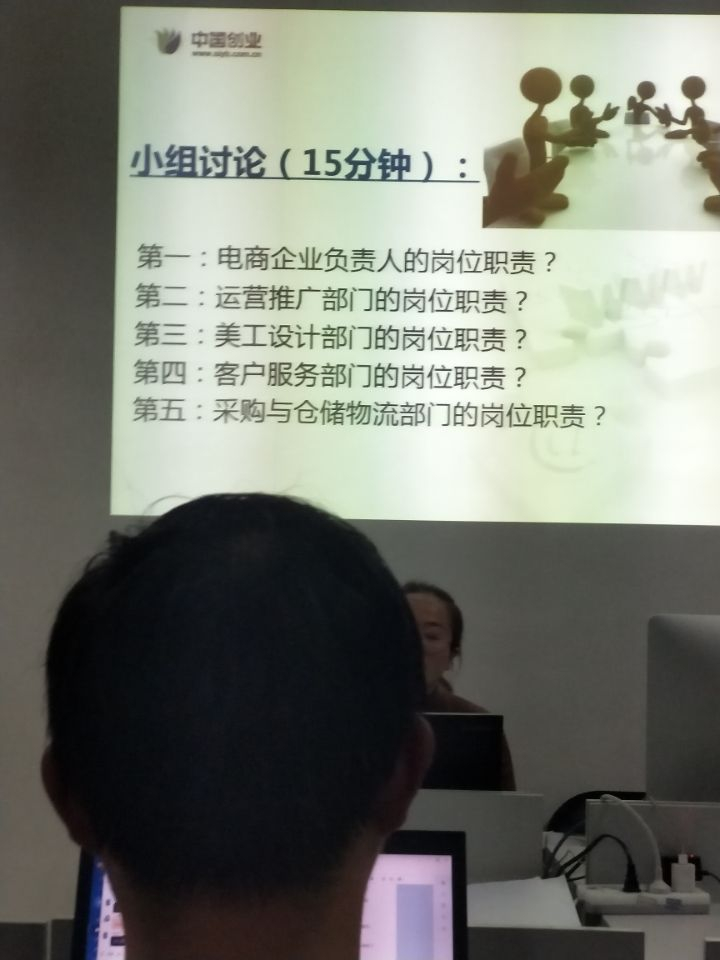 中国创业
小组讨论（15分钟）：
第一：电商企业负责人的岗位职责？
第二：运营推广部门的岗位职责？
第三：美工设计部门的岗位职责？
第四：客户服务部门的岗位职责？
第五：采购与仓储物流部门的岗位职责？